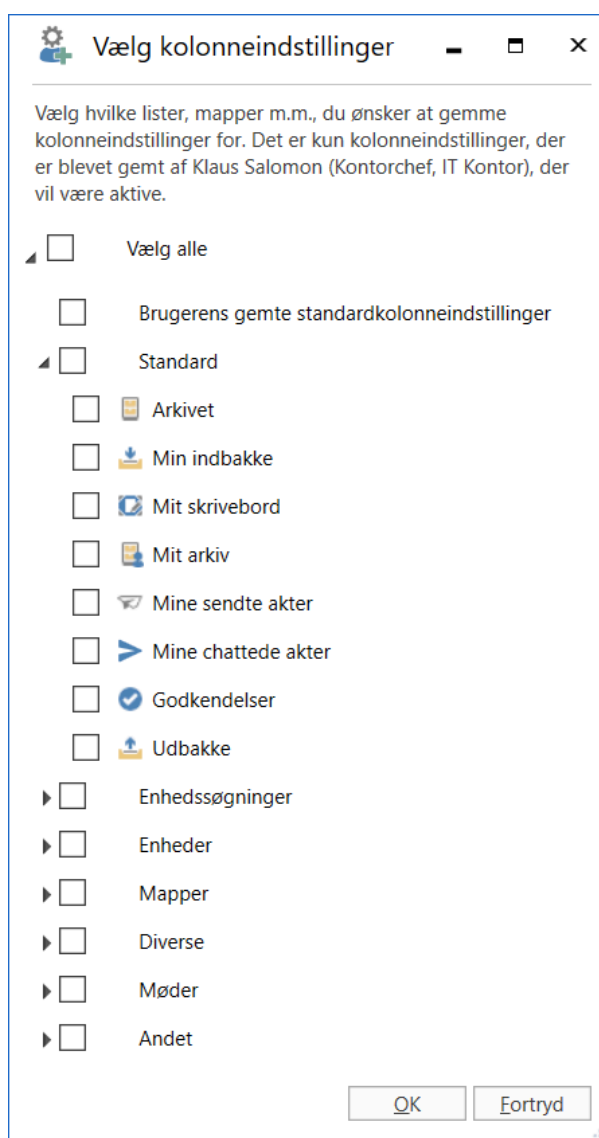 Vælg kolonneindstillinger
Vælg hvilke lister, mapper m.m., du ønsker at gemme
kolonneindstillinger for. Det er kun kolonneindstillinger, der
er blevet gemt af Klaus Salomon (Kontorchef, IT Kontor), der
vil være aktive.
Vælg alle
Brugerens gemte standardkolonneindstillinger
Standard
Arkivet
Min indbakke
Mit skrivebord
Mit arkiv
Mine sendte akter
Mine chattede akter
Godkendelser
Udbakke
Enhedssøgninger
Enheder
Mapper
Diverse
Møder
Andet
OK Fortryd